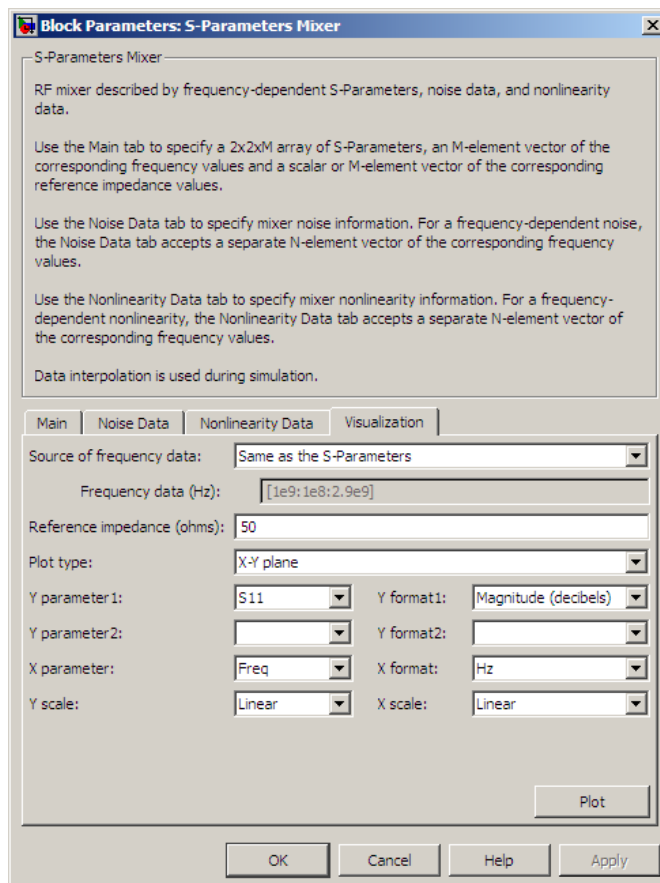 Block Parameters: S-Parameters Mixer
S-Parameters Mixer
RF mixer described by frequency-dependent S-Parameters, noise data, and nonlinearity
data.
Use the Main tab to specify a 2x2xM array of S-Parameters, an M-element vector of the
corresponding frequency values and a scalar or M-element vector of the corresponding
reference impedance values.
Use the Noise Data tab to specify mixer noise information. For a frequency-dependent noise,
the Noise Data tab accepts a separate N-element vector of the corresponding frequency
values.
Use the Nonlinearity Data tab to specify mixer nonlinearity information. For a frequency-
dependent nonlinearity, the Nonlinearity Data tab accepts a separate N-element vector of
the corresponding frequency values.
Data interpolation is used during simulation.
Main Noise Data Nonlinearity Data Visualization
Source of frequency data: Same as the S-Parameters
Frequency data (Hz): [1e9:1e8:2.9e9]
Reference impedance (ohms): 50
Plot type: X-Y plane
Y parameter1: S11 Y format1: Magnitude (decibels)
Y parameter2: Y format2:
X parameter: Freq X format: Hz
Y scale: Linear X scale: Linear
Plot
OK Cancel Help Apply